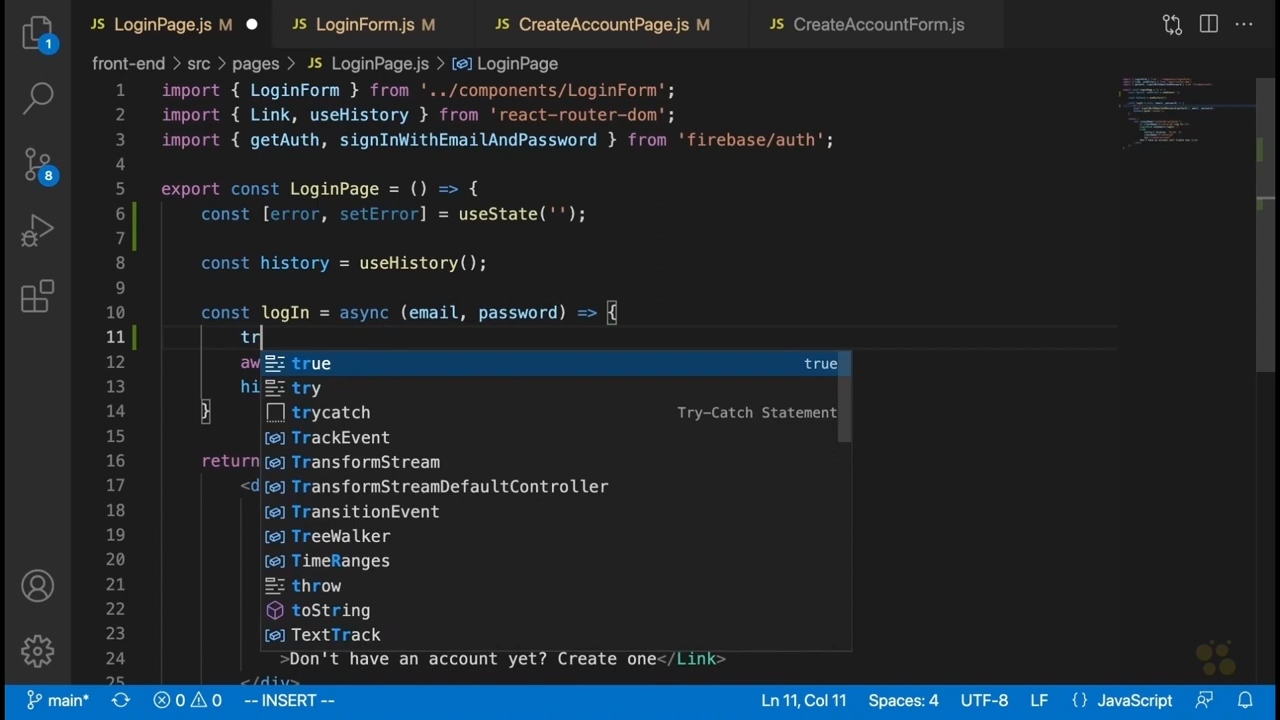 JS LoginPage.js M JS LoginForm.js M JS CreateAccountPage.js M JS CreateAccountForm.js
1
front-end > src > pages > JS LoginPage.js > LoginPage
8
1 import { LoginForm } from '../components/LoginForm';
2 import { Link, useHistory } from 'react-router-dom';
3 import { getAuth, signInWithEmailAndPassword } from 'firebase/auth';
4
5 export const LoginPage = () => {
6 const [error, setError] = useState('');
7
8 const history = useHistory();
9
10 const logIn = async (email, password) => {
11 tr
12 aw true true
13 hi try
14 } trycatch Try-Catch Statement
15 TrackEvent
16 return TransformStream
17 <d TransformStreamDefaultController
18 TransitionEvent
19 TreeWalker
20 TimeRanges
21 throw
22 toString
23 TextTrack
24 >Don't have an account yet? Create one</Link>
</div>
main* 0 0 -- INSERT -- Ln 11, Col 11 Spaces: 4 UTF-8 LF {} JavaScript